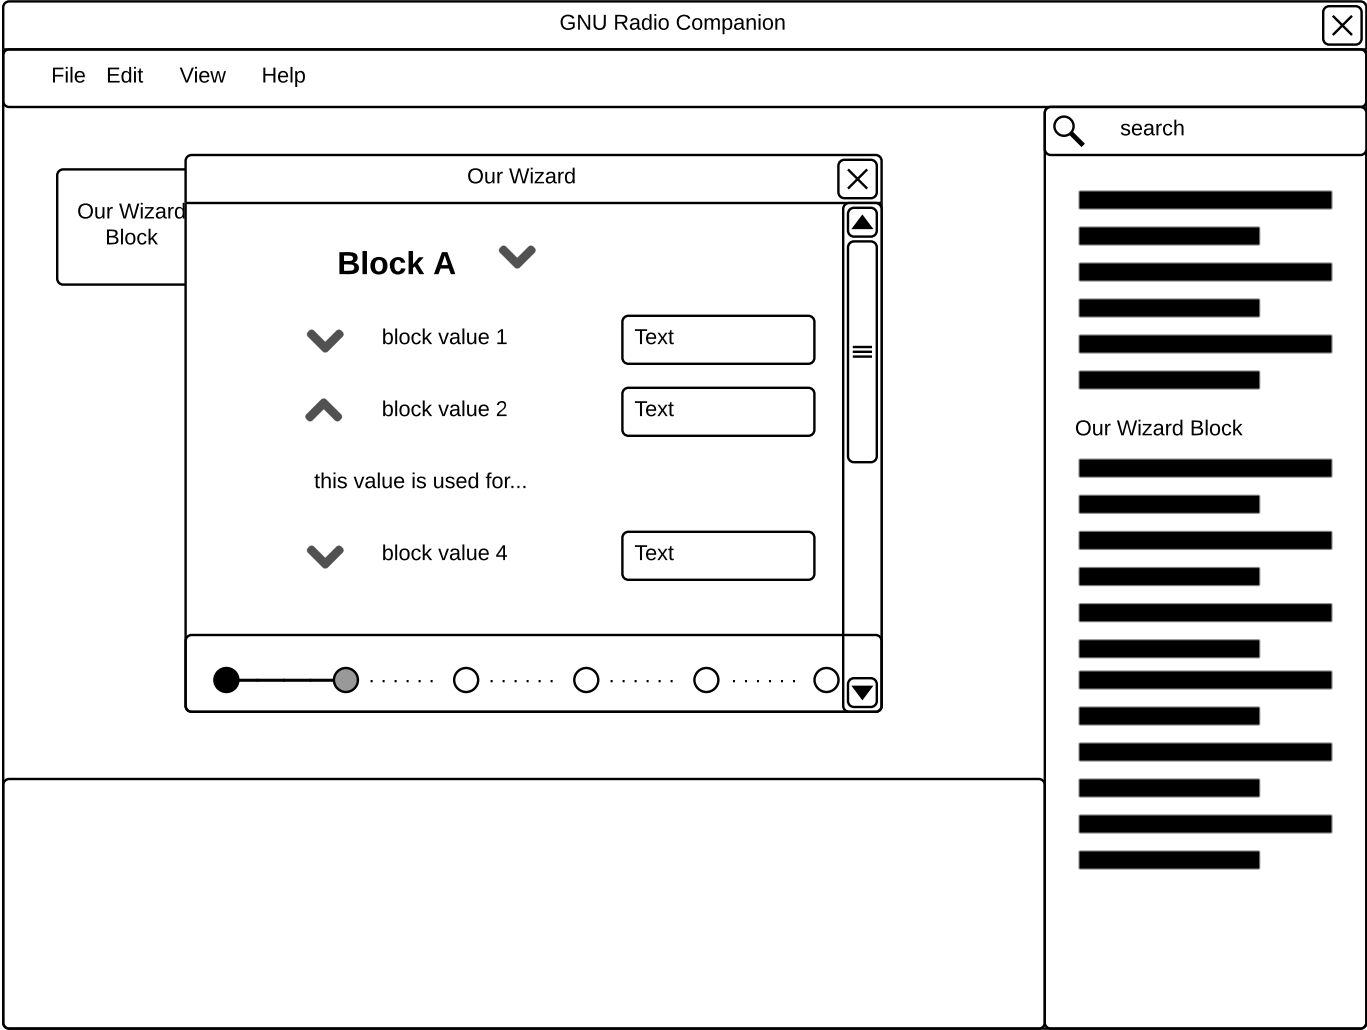 GNU Radio Companion
File Edit View Help
search
Our Wizard
Our Wizard
Block
Block A
block value 1 Text
block value 2 Text
this value is used for...
block value 4 Text
Our Wizard Block